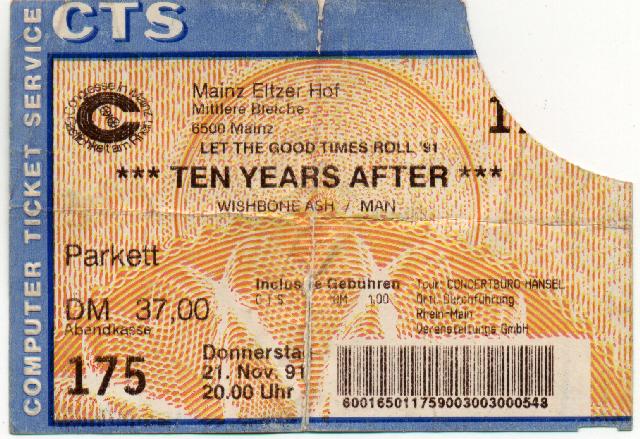 CTS
COMPUTER TICKET SERVICE
Mainz Eltzer Hof
Mittlere Bleiche
6500 Mainz
LET THE GOOD TIMES ROLL '91
*** TEN YEARS AFTER ***
WISHBONE ASH / MAN
Parkett
DM 37,00
Abendkasse
Inclusive Gebühren
CTS DM 1,00
Tour: CONCERTBÜRO HÄNSEL
Örtl. Durchführung
Rhein-Main
Veranstaltungs GmbH
175
Donnerstag
21. Nov. 91
20.00 Uhr
600165011759003003000548